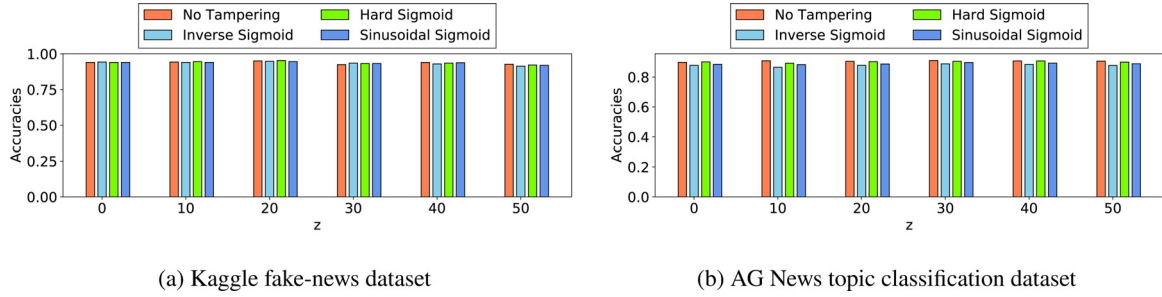 No Tampering Hard Sigmoid
Inverse Sigmoid Sinusoidal Sigmoid
1.00
0.75
0.50
0.25
0.00
Accuracies
0 10 20 30 40 50
z
(a) Kaggle fake-news dataset
No Tampering Hard Sigmoid
Inverse Sigmoid Sinusoidal Sigmoid
0.8
0.6
0.4
0.2
0.0
Accuracies
0 10 20 30 40 50
z
(b) AG News topic classification dataset